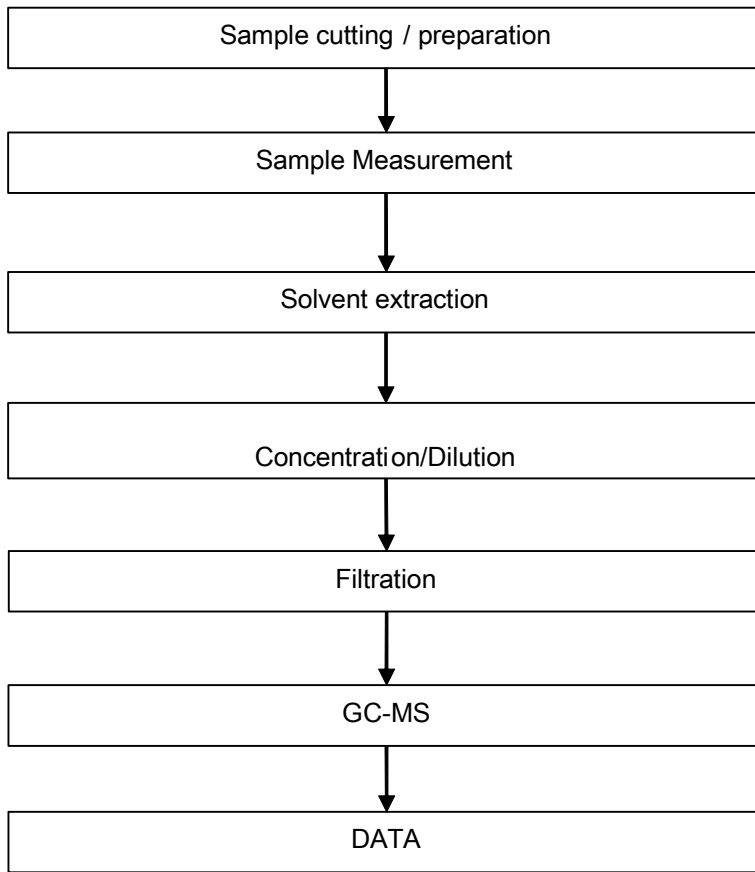 Sample cutting / preparation
Sample Measurement
Solvent extraction
Concentration/Dilution
Filtration
GC-MS
DATA